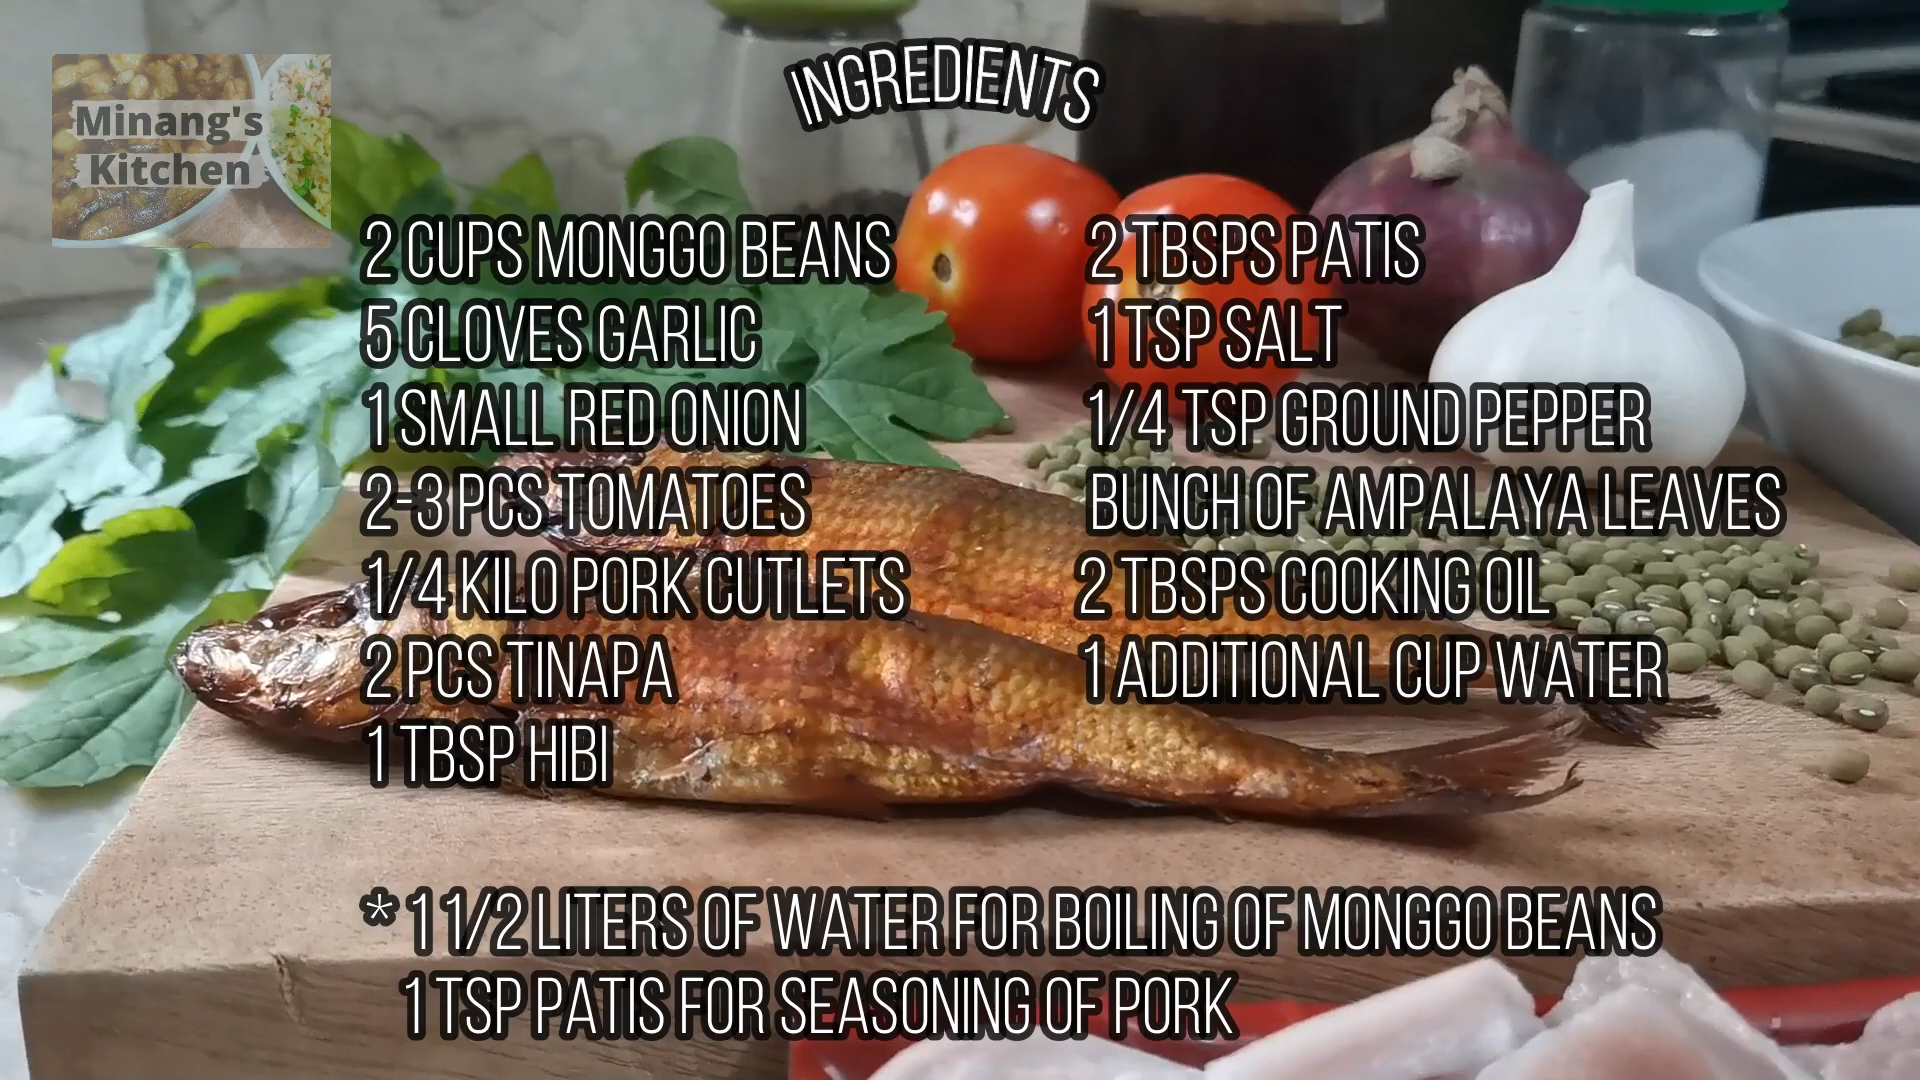 Minang's
Kitchen
INGREDIENTS
2 CUPS MONGGO BEANS
5 CLOVES GARLIC
1 SMALL RED ONION
2-3 PCS TOMATOES
1/4 KILO PORK CUTLETS
2 PCS TINAPA
1 TBSP HIBI
2 TBSPS PATIS
1 TSP SALT
1/4 TSP GROUND PEPPER
BUNCH OF AMPALAYA LEAVES
2 TBSPS COOKING OIL
1 ADDITIONAL CUP WATER
* 1 1/2 LITERS OF WATER FOR BOILING OF MONGGO BEANS
1 TSP PATIS FOR SEASONING OF PORK